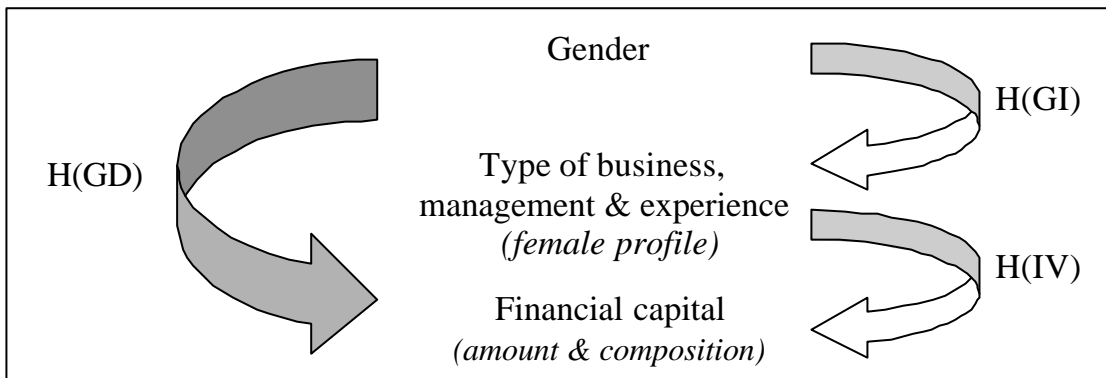 Gender
H(GI)
H(GD)
Type of business,
management & experience
(female profile)
H(IV)
Financial capital
(amount & composition)